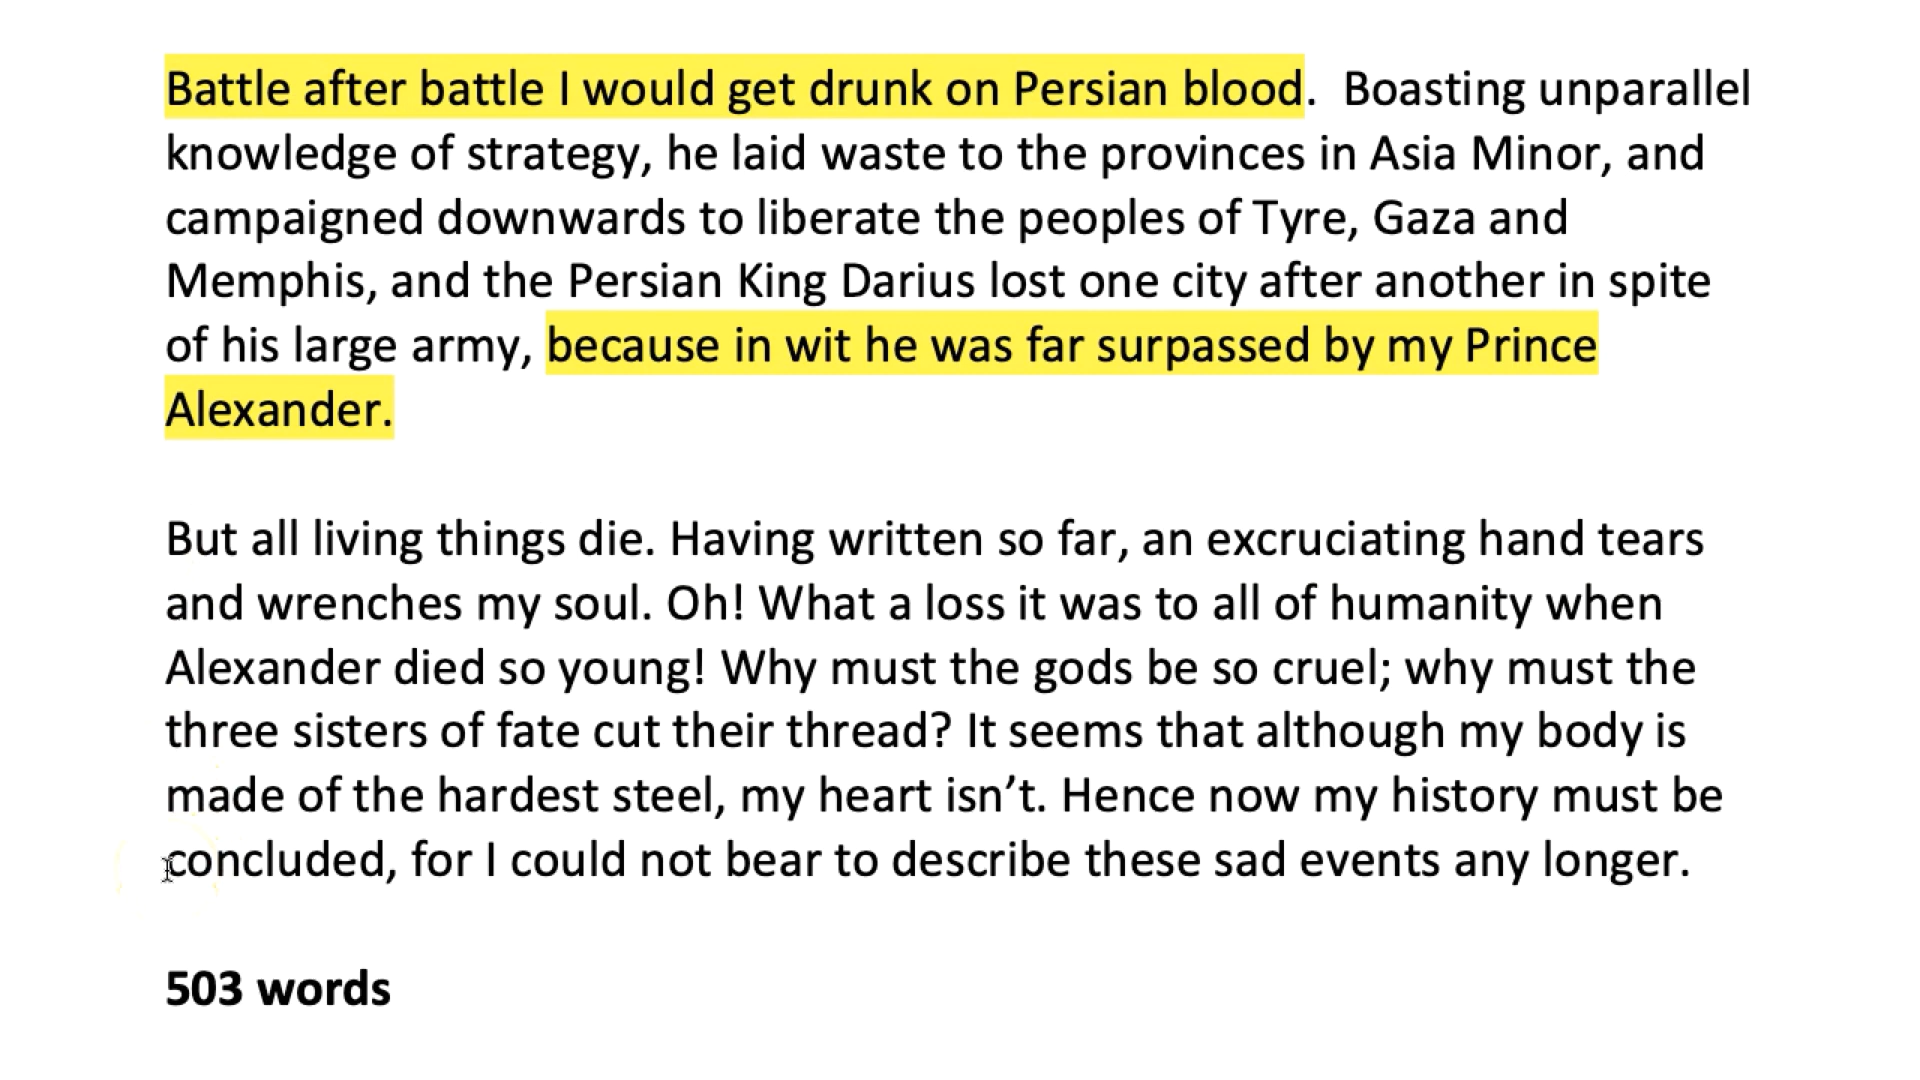 Battle after battle I would get drunk on Persian blood.  Boasting unparallel
knowledge of strategy, he laid waste to the provinces in Asia Minor, and
campaigned downwards to liberate the peoples of Tyre, Gaza and
Memphis, and the Persian King Darius lost one city after another in spite
of his large army, because in wit he was far surpassed by my Prince
Alexander.
But all living things die. Having written so far, an excruciating hand tears
and wrenches my soul. Oh! What a loss it was to all of humanity when
Alexander died so young! Why must the gods be so cruel; why must the
three sisters of fate cut their thread? It seems that although my body is
made of the hardest steel, my heart isn’t. Hence now my history must be
concluded, for I could not bear to describe these sad events any longer.
503 words